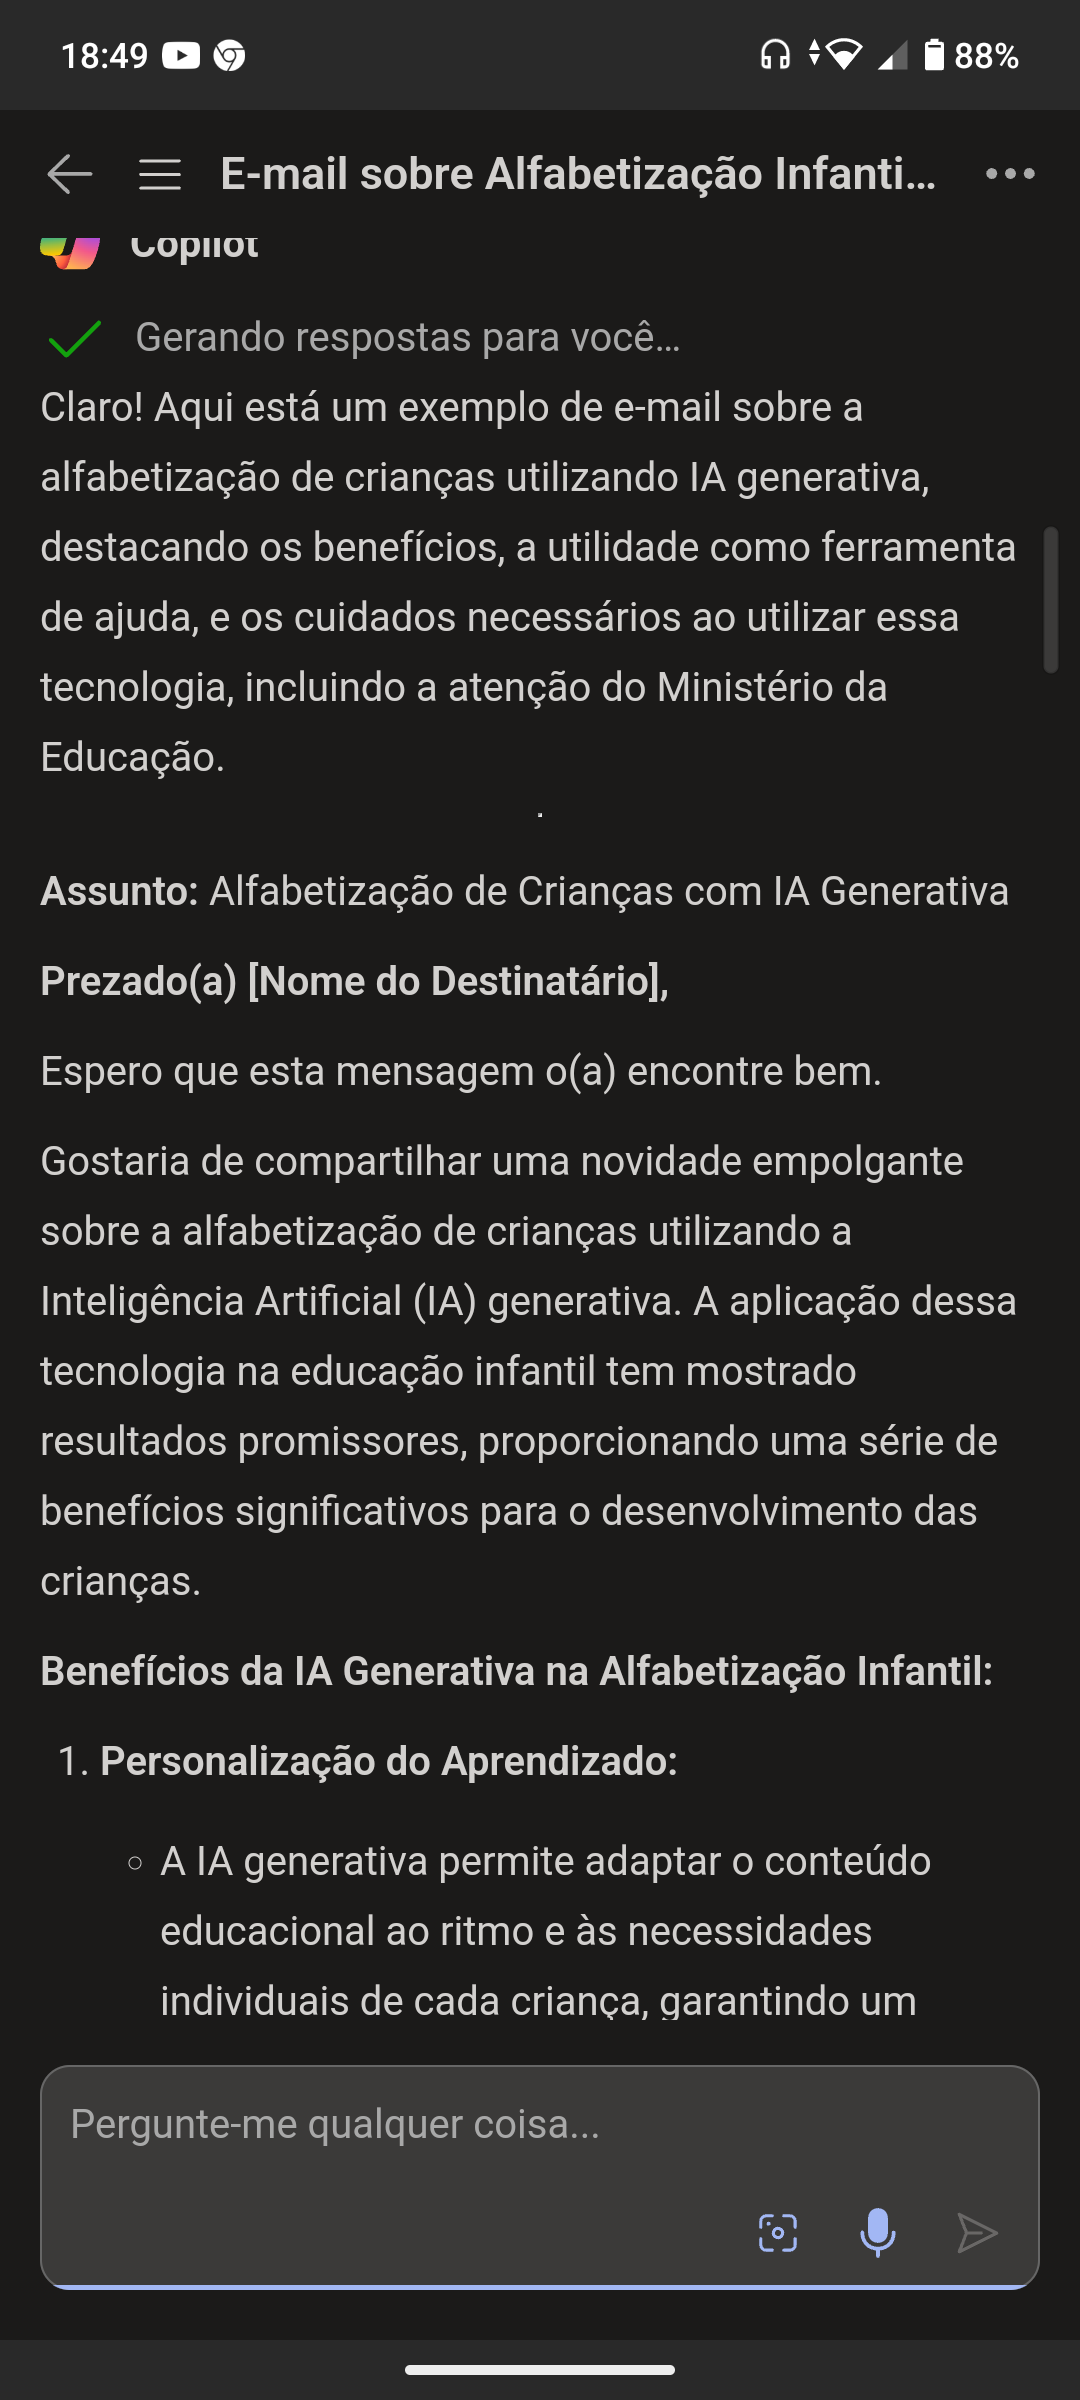 18:49
88%
E-mail sobre Alfabetização Infanti...
Copilot
Gerando respostas para você...
Claro! Aqui está um exemplo de e-mail sobre a
alfabetização de crianças utilizando IA generativa,
destacando os benefícios, a utilidade como ferramenta
de ajuda, e os cuidados necessários ao utilizar essa
tecnologia, incluindo a atenção do Ministério da
Educação.
Assunto: Alfabetização de Crianças com IA Generativa
Prezado(a) [Nome do Destinatário],
Espero que esta mensagem o(a) encontre bem.
Gostaria de compartilhar uma novidade empolgante
sobre a alfabetização de crianças utilizando a
Inteligência Artificial (IA) generativa. A aplicação dessa
tecnologia na educação infantil tem mostrado
resultados promissores, proporcionando uma série de
benefícios significativos para o desenvolvimento das
crianças.
Benefícios da IA Generativa na Alfabetização Infantil:
1. Personalização do Aprendizado:
◦ A IA generativa permite adaptar o conteúdo
educacional ao ritmo e às necessidades
individuais de cada criança, garantindo um
Pergunte-me qualquer coisa...